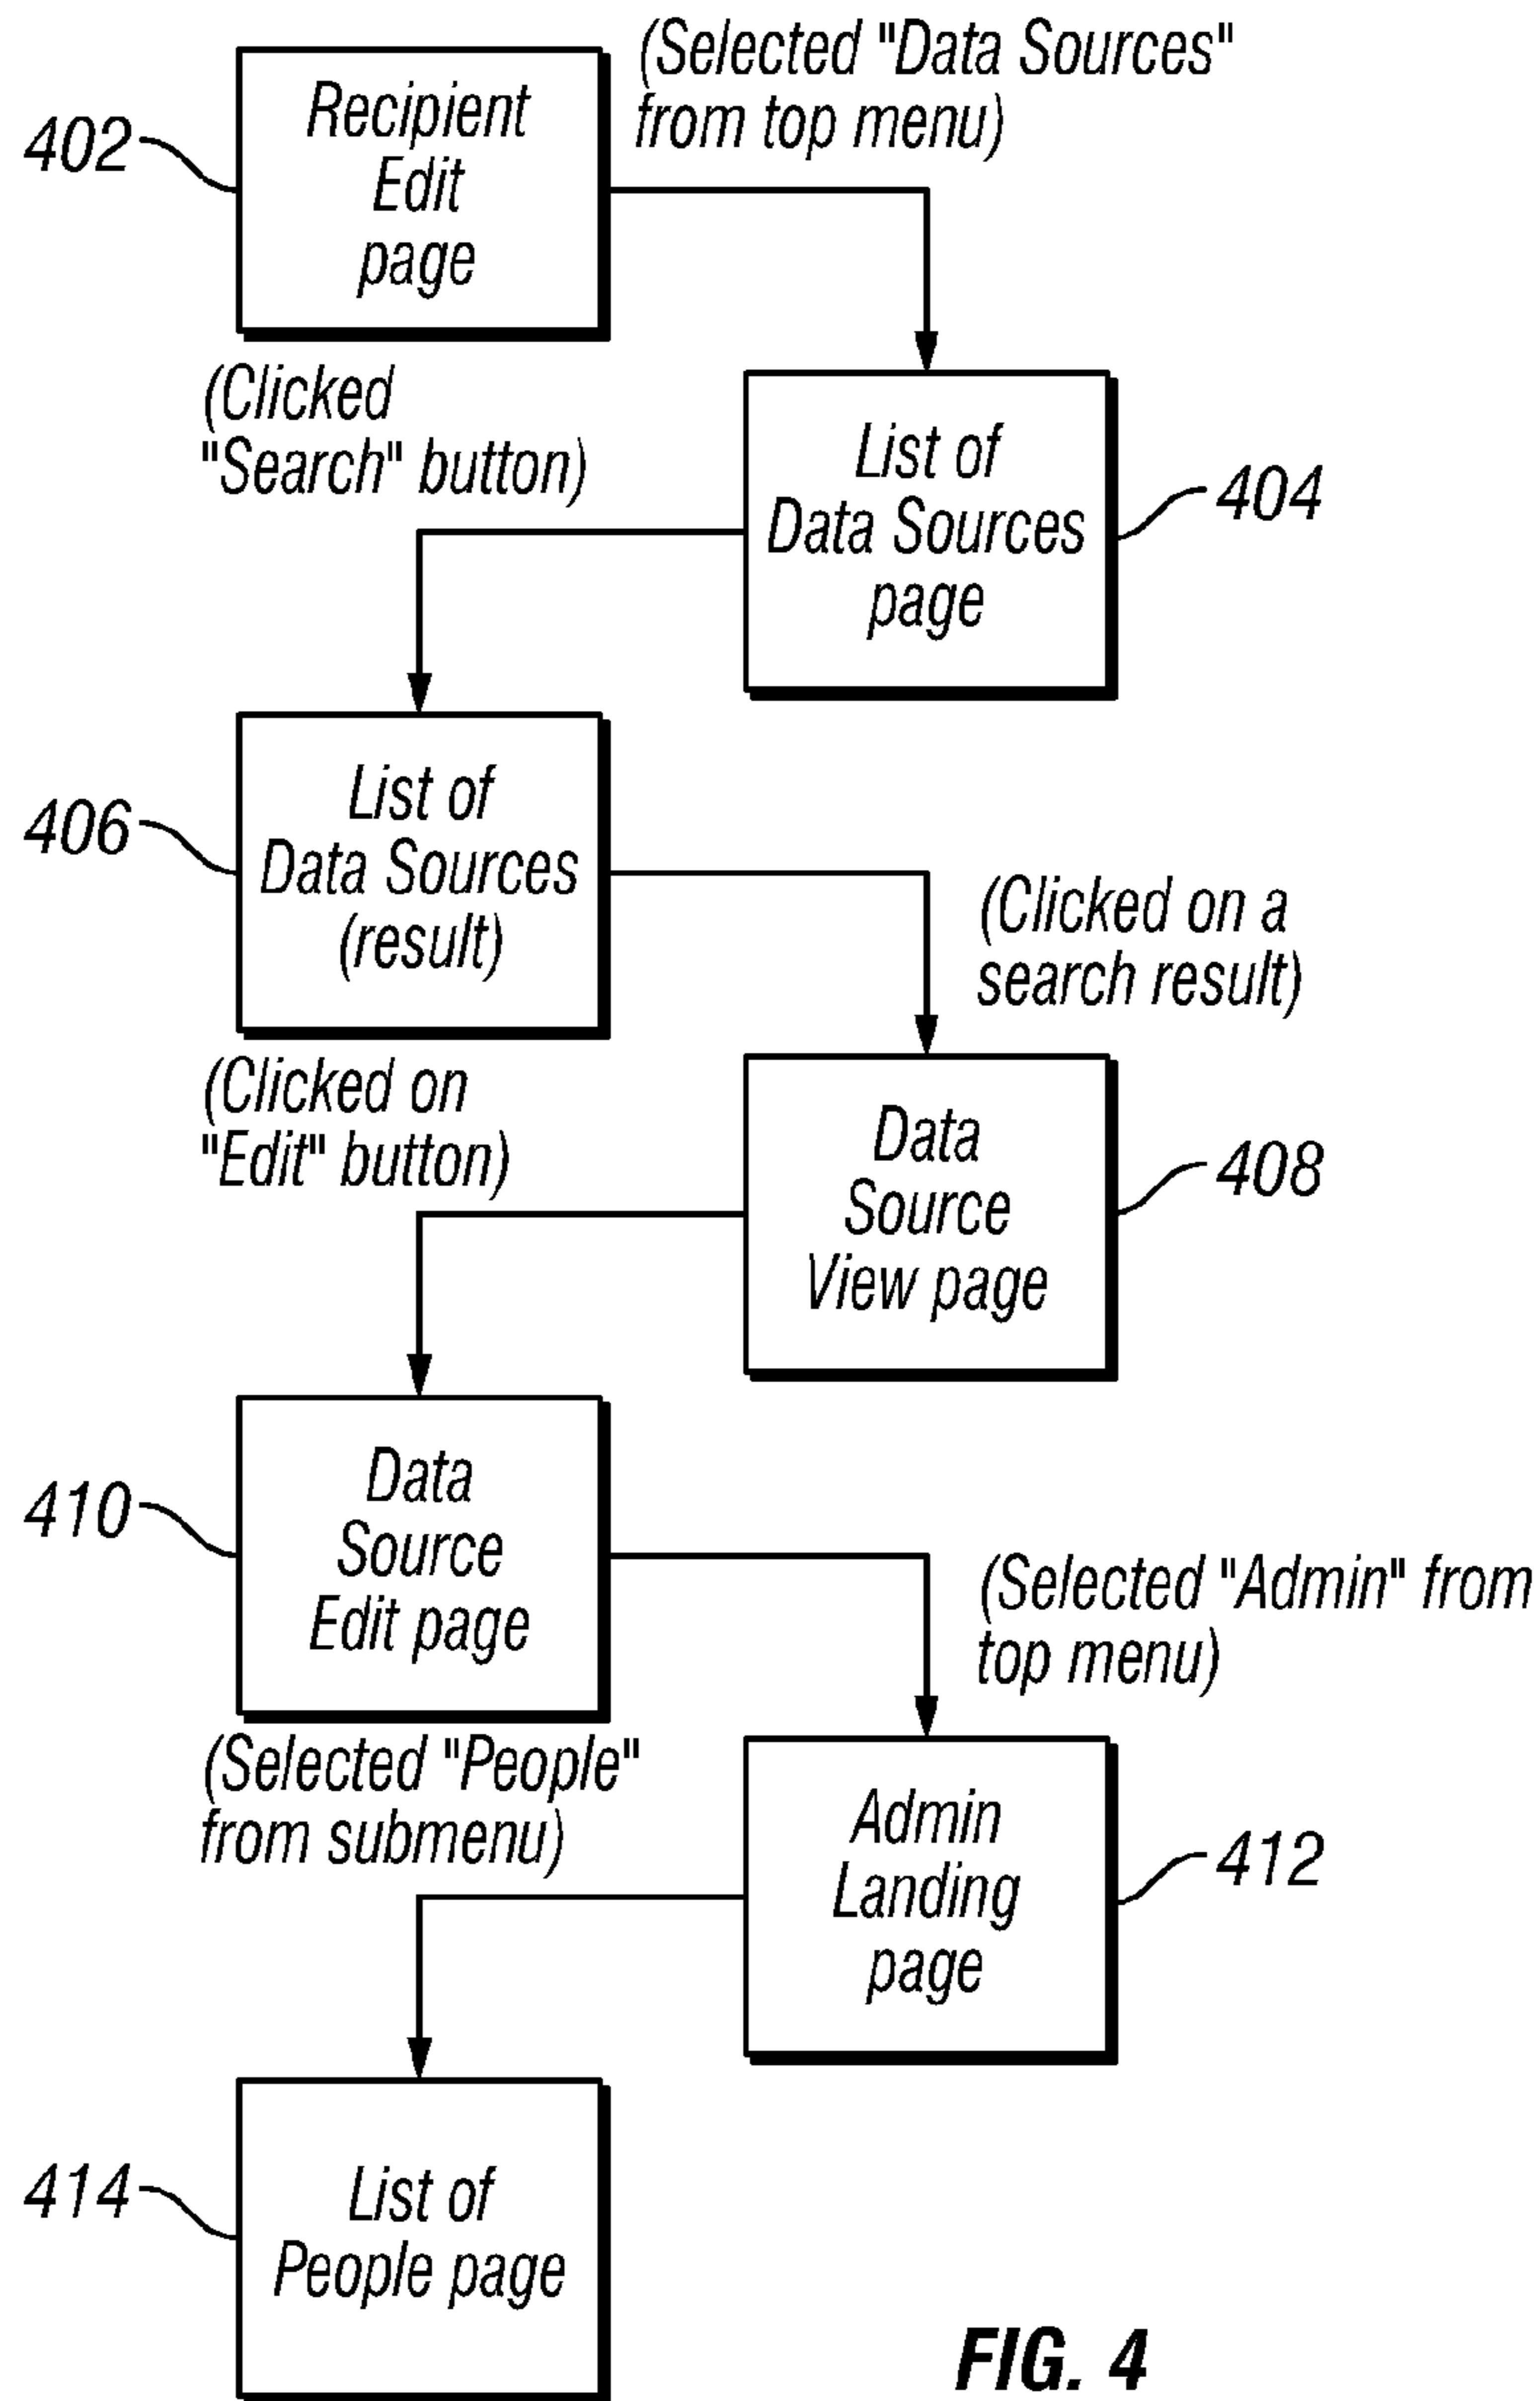 (Selected "Data Sources"
from top menu)
402
Recipient
Edit
page
(Clicked
"Search" button)
List of
Data Sources
page
404
406
List of
Data Sources
(result)
(Clicked on a
search result)
(Clicked on
"Edit" button)
Data
Source
View page
408
410
Data
Source
Edit page
(Selected "Admin" from
top menu)
(Selected "People"
from submenu)
Admin
Landing
page
412
414
List of
People page
FIG. 4